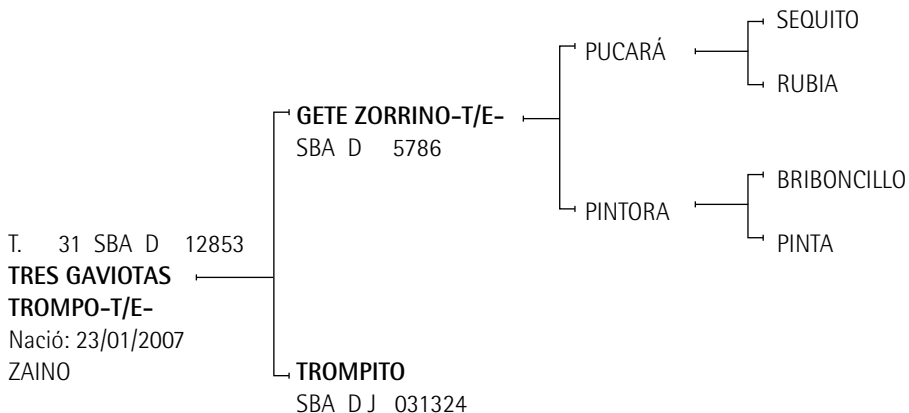 SEQUITO
PUCARÁ
RUBIA
GETE ZORRINO-T/E-
SBA D 5786
BRIBONCILLO
PINTORA
PINTA
T. 31 SBA D 12853
TRES GAVIOTAS
TROMPO-T/E-
Nació: 23/01/2007
ZAINO
TROMPITO
SBA D J 031324